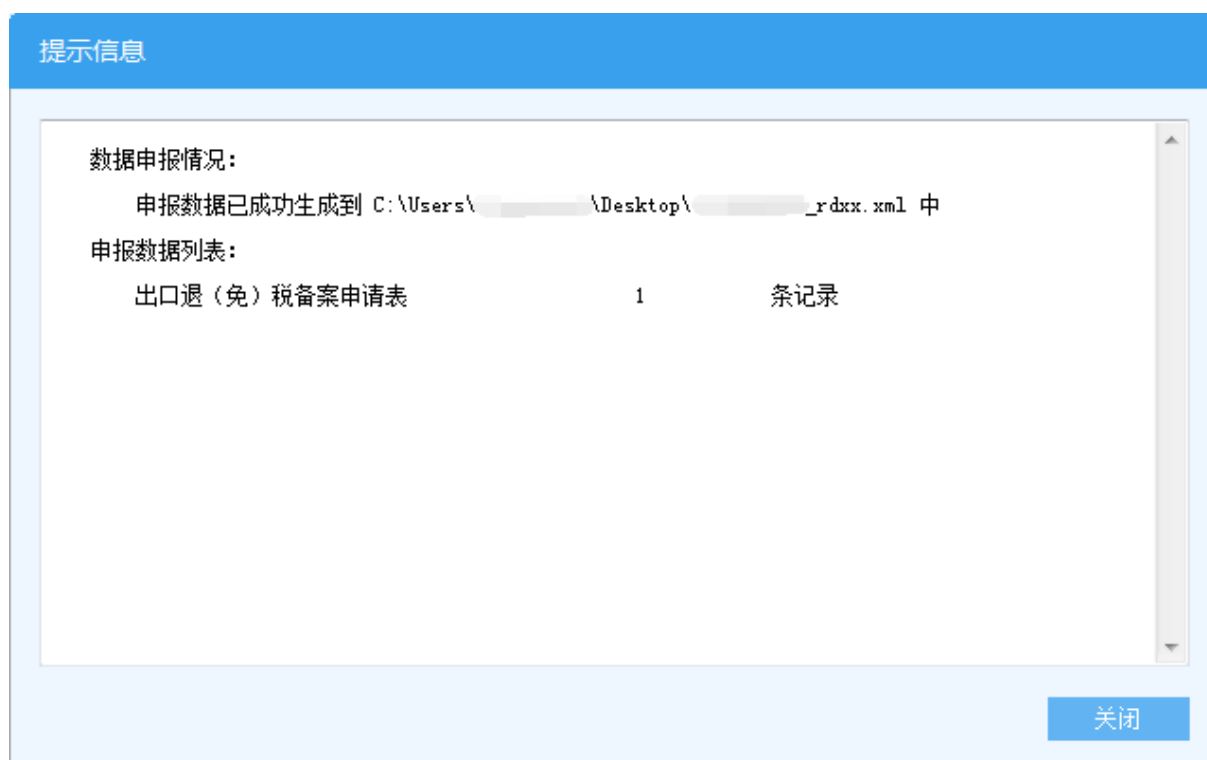 提示信息
数据申报情况：
申报数据已成功生成到 C:\Users\ \Desktop\ _rdxx.xml 中
申报数据列表：
出口退（免）税备案申请表 1 条记录
关闭